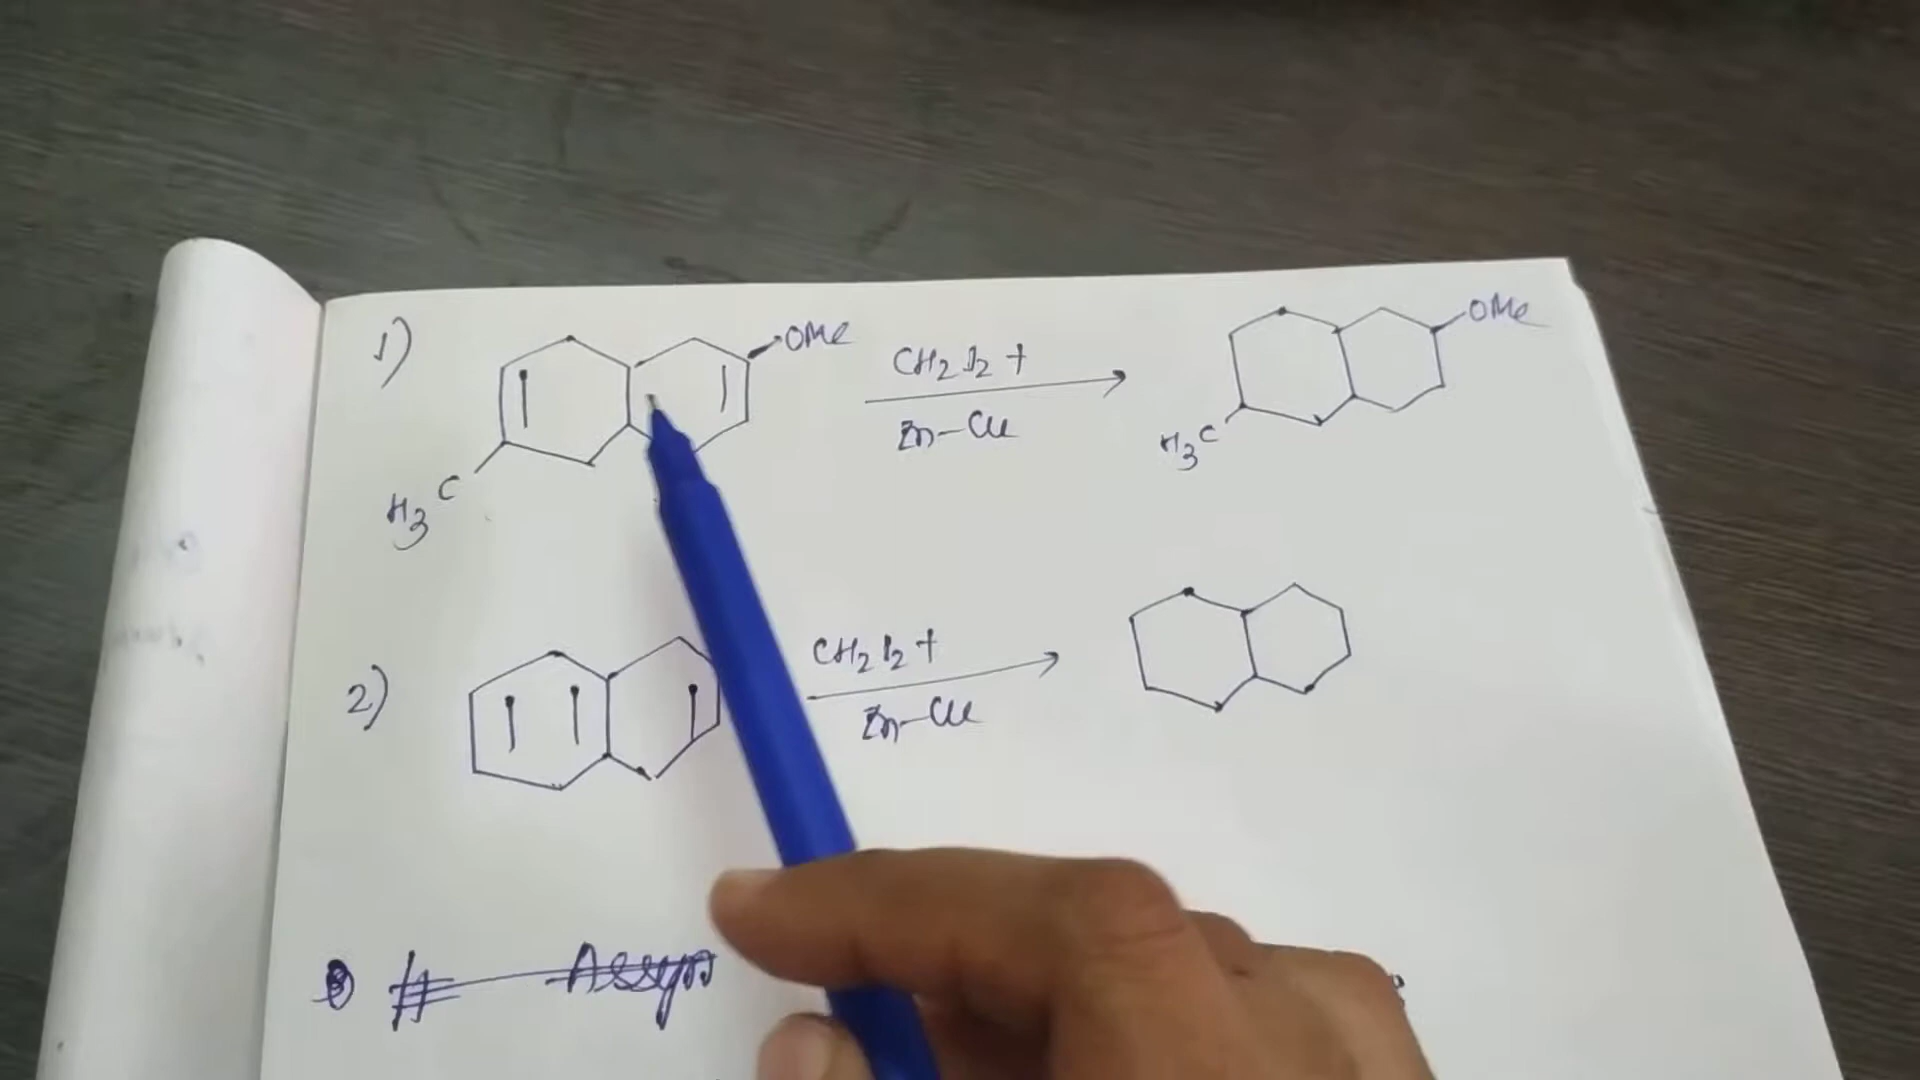 1) OMe CH2I2 + OMe
Zn-Cu
H3C H3C
2) CH2I2 +
Zn-Cu